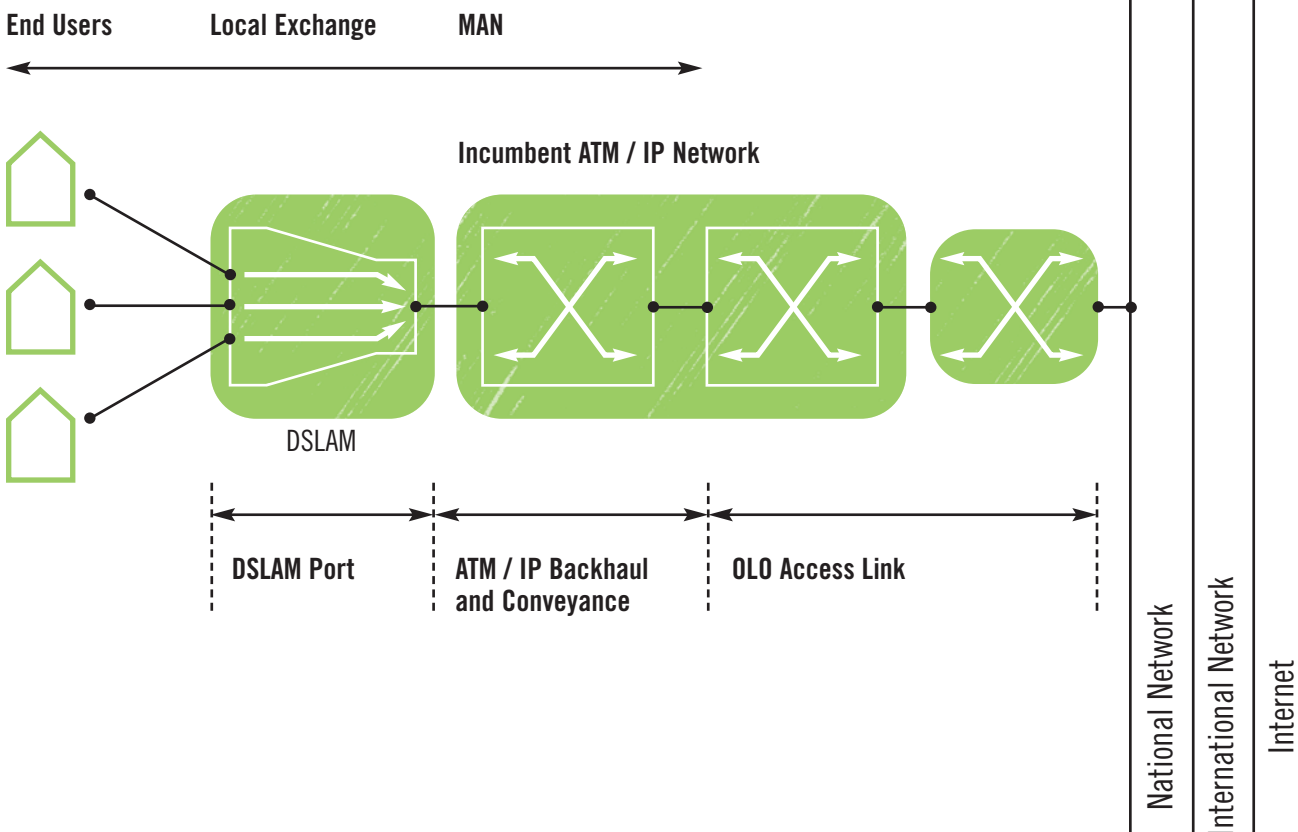 End Users
Local Exchange
MAN
Incumbent ATM / IP Network
DSLAM
DSLAM Port
ATM / IP Backhaul
and Conveyance
OLO Access Link
National Network
International Network
Internet